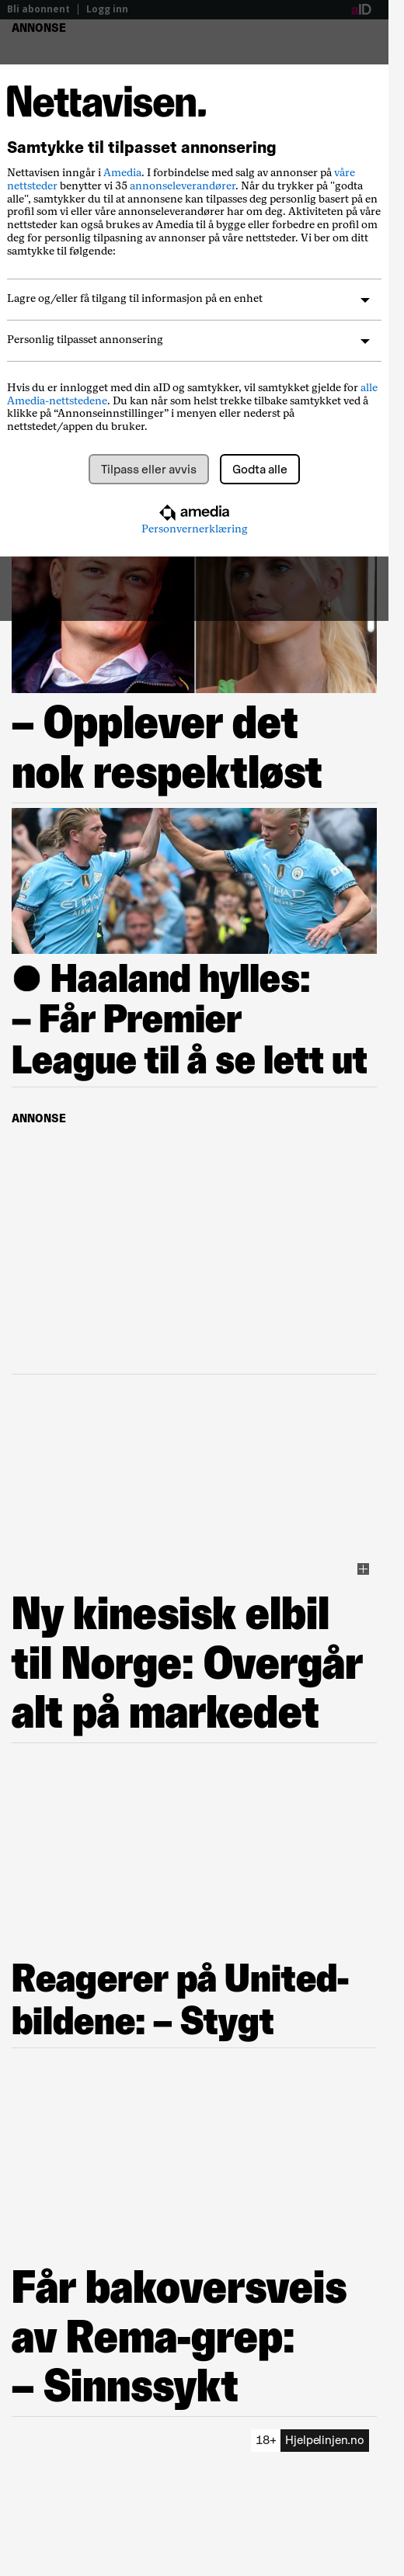 Bli abonnent | Logg inn aID
ANNONSE
Nettavisen.
Samtykke til tilpasset annonsering
Nettavisen inngår i Amedia. I forbindelse med salg av annonser på våre
nettsteder benytter vi 35 annonseleverandører. Når du trykker på "godta
alle", samtykker du til at annonsene kan tilpasses deg personlig basert på en
profil som vi eller våre annonseleverandører har om deg. Aktiviteten på våre
nettsteder kan også brukes av Amedia til å bygge eller forbedre en profil om
deg for personlig tilpasning av annonser på våre nettsteder. Vi ber om ditt
samtykke til følgende:
Lagre og/eller få tilgang til informasjon på en enhet
Personlig tilpasset annonsering
Hvis du er innlogget med din aID og samtykker, vil samtykket gjelde for alle
Amedia-nettstedene. Du kan når som helst trekke tilbake samtykket ved å
klikke på “Annonseinnstillinger” i menyen eller nederst på
nettstedet/appen du bruker.
Tilpass eller avvis Godta alle
amedia
Personvernerklæring
– Opplever det
nok respektløst
ETIHAD AIRWAYS ETIHAD AIRWAYS
● Haaland hylles:
– Får Premier
League til å se lett ut
ANNONSE
Ny kinesisk elbil
til Norge: Overgår
alt på markedet
Reagerer på United-
bildene: – Stygt
Får bakoversveis
av Rema-grep:
– Sinnssykt
18+ Hjelpelinjen.no